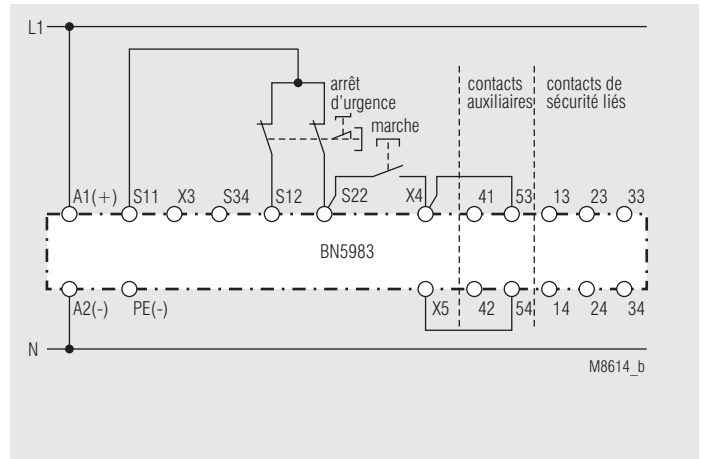 L1
arrêt
d'urgence
marche
contacts
auxiliaires
contacts de
sécurité liés
A1(+) S11 X3 S34 S12 S22 X4 41 53 13 23 33
BN5983
A2(-) PE(-) X5 42 54 14 24 34
N
M8614_b